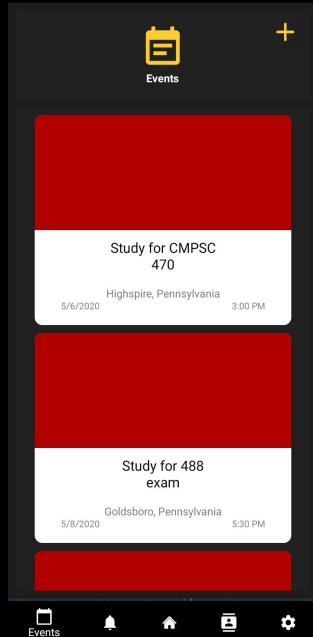 Events
Study for CMPSC
470
Highspire, Pennsylvania
5/6/2020 3:00 PM
Study for 488
exam
Goldsboro, Pennsylvania
5/8/2020 5:30 PM
Events